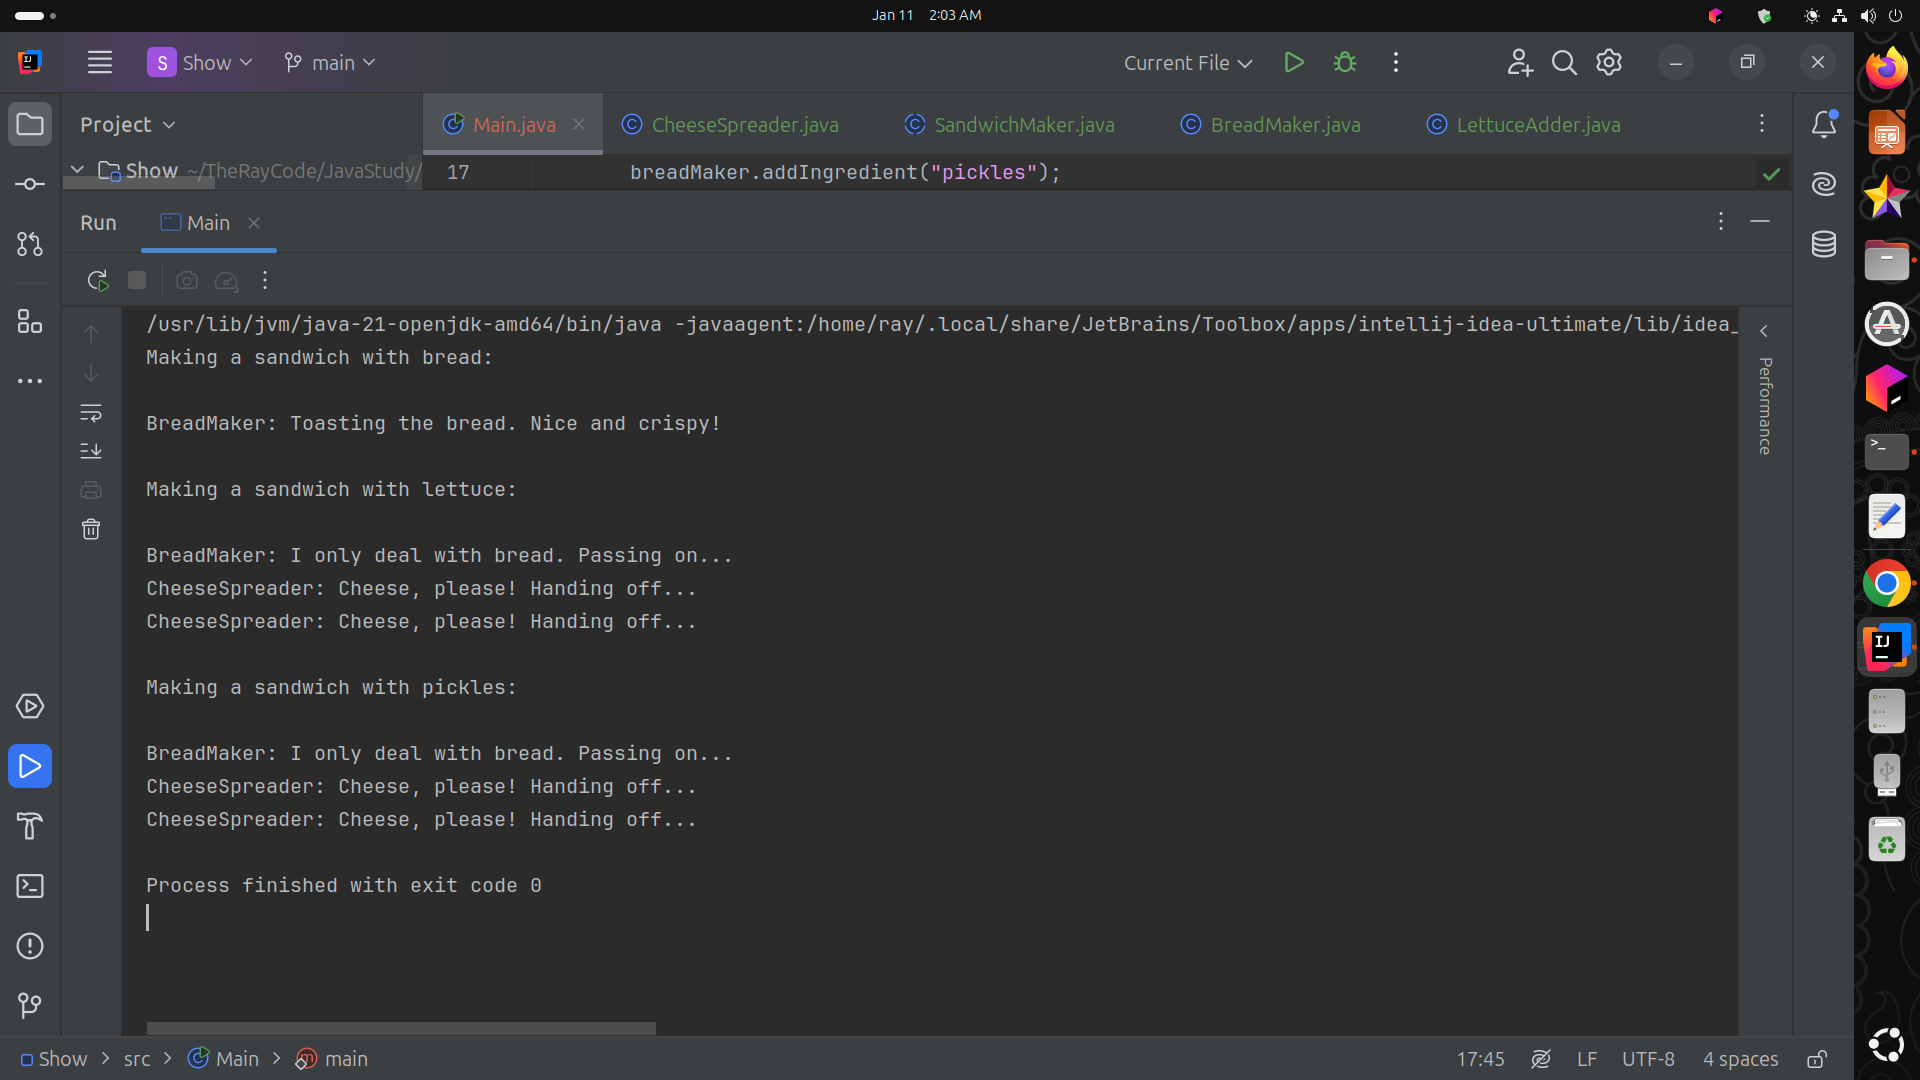 Jan 11 2:03 AM
S Show main Current File
Project
Main.java CheeseSpreader.java SandwichMaker.java BreadMaker.java LettuceAdder.java
Show ~/TheRayCode/JavaStudy/
17 breadMaker.addIngredient("pickles");
Run Main
/usr/lib/jvm/java-21-openjdk-amd64/bin/java -javaagent:/home/ray/.local/share/JetBrains/Toolbox/apps/intellij-idea-ultimate/lib/idea_
Making a sandwich with bread:
BreadMaker: Toasting the bread. Nice and crispy!
Making a sandwich with lettuce:
BreadMaker: I only deal with bread. Passing on...
CheeseSpreader: Cheese, please! Handing off...
CheeseSpreader: Cheese, please! Handing off...
Making a sandwich with pickles:
BreadMaker: I only deal with bread. Passing on...
CheeseSpreader: Cheese, please! Handing off...
CheeseSpreader: Cheese, please! Handing off...
Process finished with exit code 0
Performance
Show > src > Main > main 17:45 LF UTF-8 4 spaces